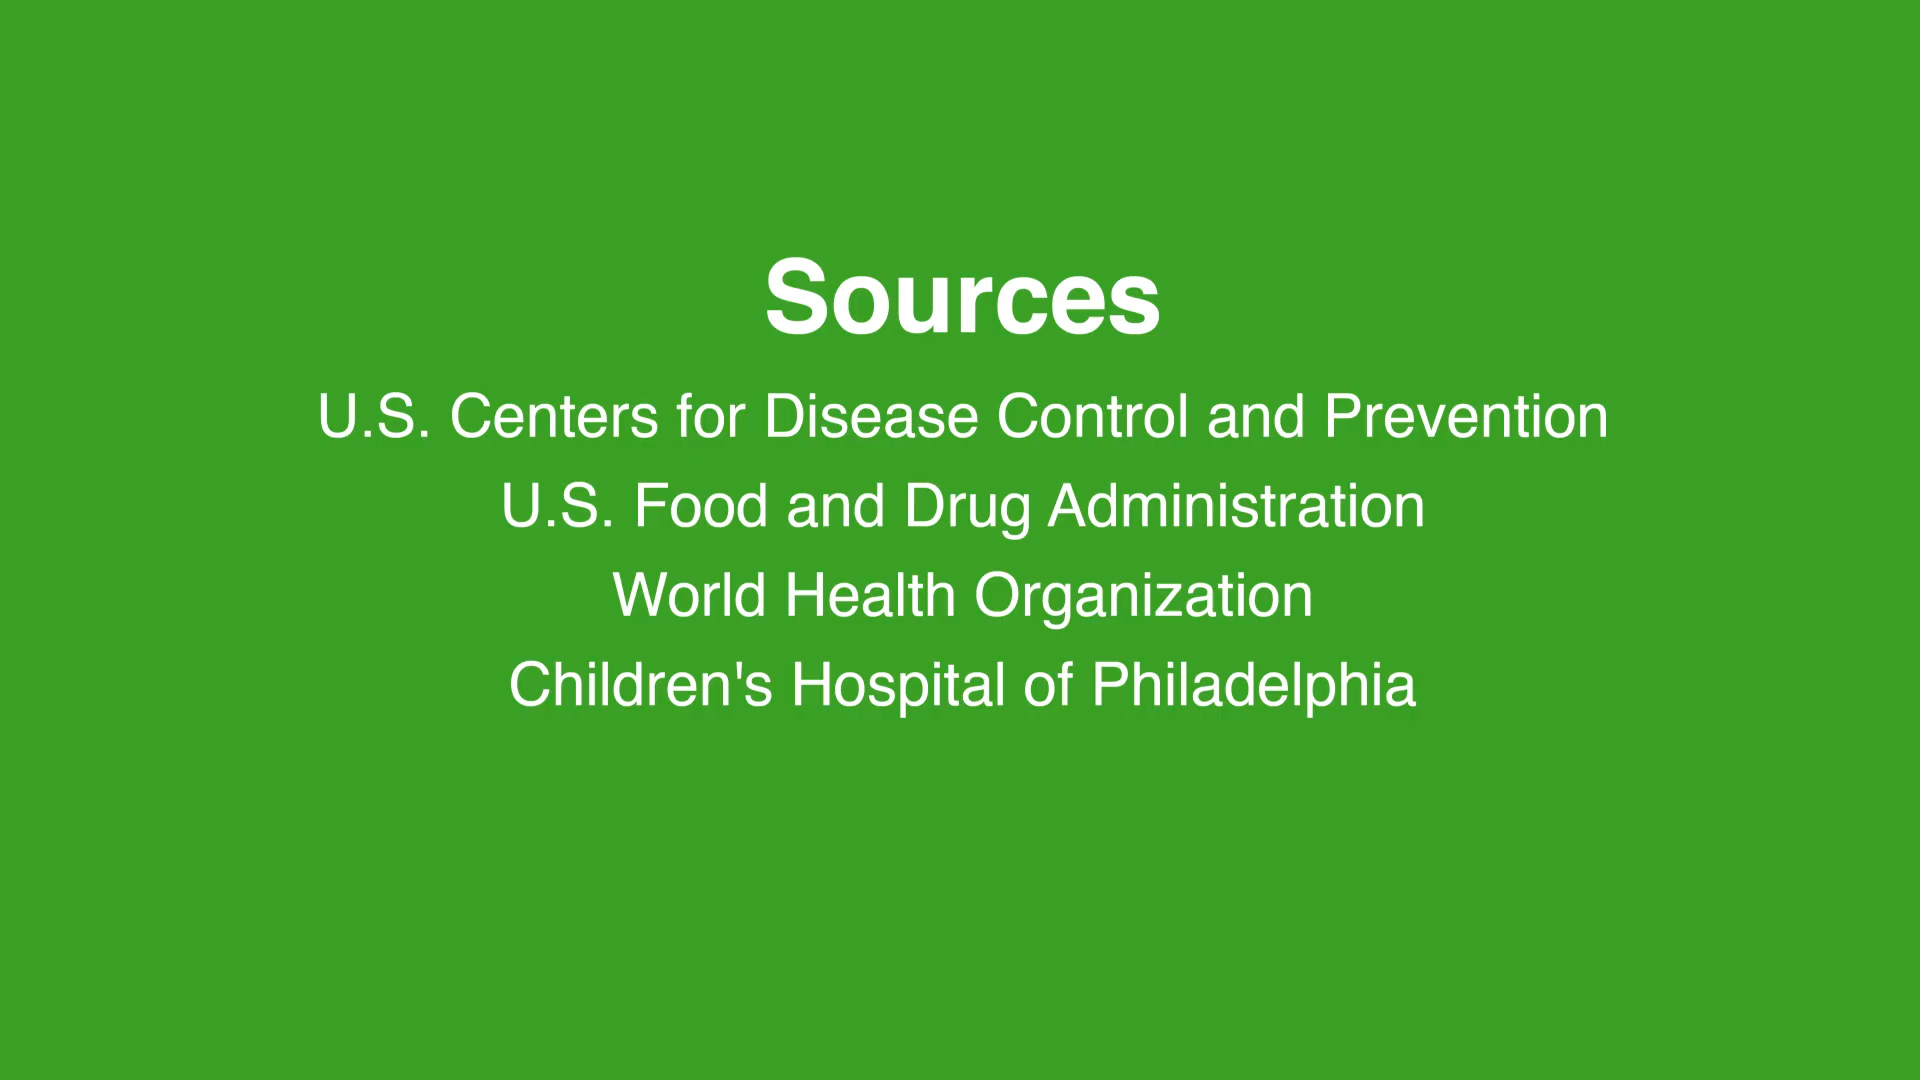 Sources
U.S. Centers for Disease Control and Prevention
U.S. Food and Drug Administration
World Health Organization
Children's Hospital of Philadelphia